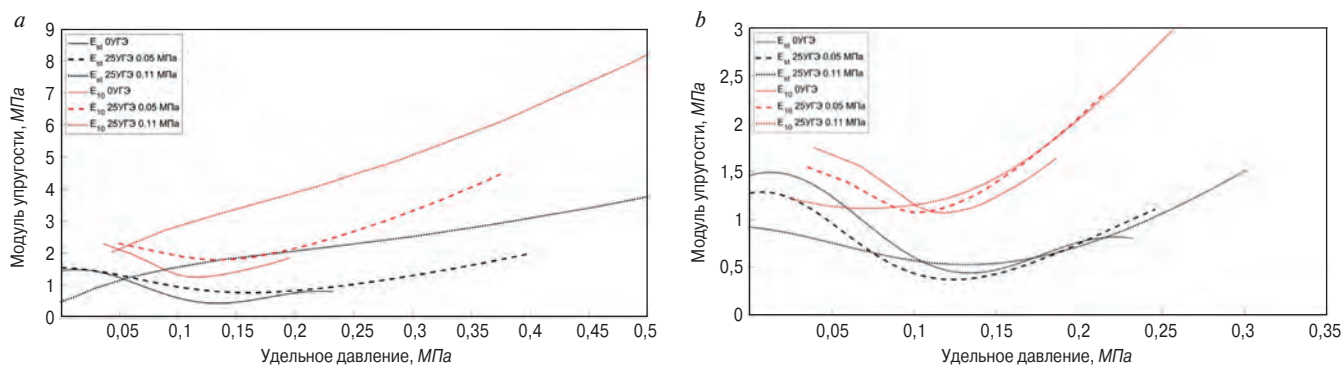 a
Модуль упругости, МПа
9
8
7
6
5
4
3
2
1
0
E_st 0УГЭ
E_st 25УГЭ 0.05 МПа
E_st 25УГЭ 0.11 МПа
E_10 0УГЭ
E_10 25УГЭ 0.05 МПа
E_10 25УГЭ 0.11 МПа
0,05 0,1 0,15 0,2 0,25 0,3 0,35 0,4 0,45 0,5
Удельное давление, МПа
b
Модуль упругости, МПа
3
2,5
2
1,5
1
0,5
0
E_st 0УГЭ
E_st 25УГЭ 0.05 МПа
E_st 25УГЭ 0.11 МПа
E_10 0УГЭ
E_10 25УГЭ 0.05 МПа
E_10 25УГЭ 0.11 МПа
0,05 0,1 0,15 0,2 0,25 0,3 0,35
Удельное давление, МПа